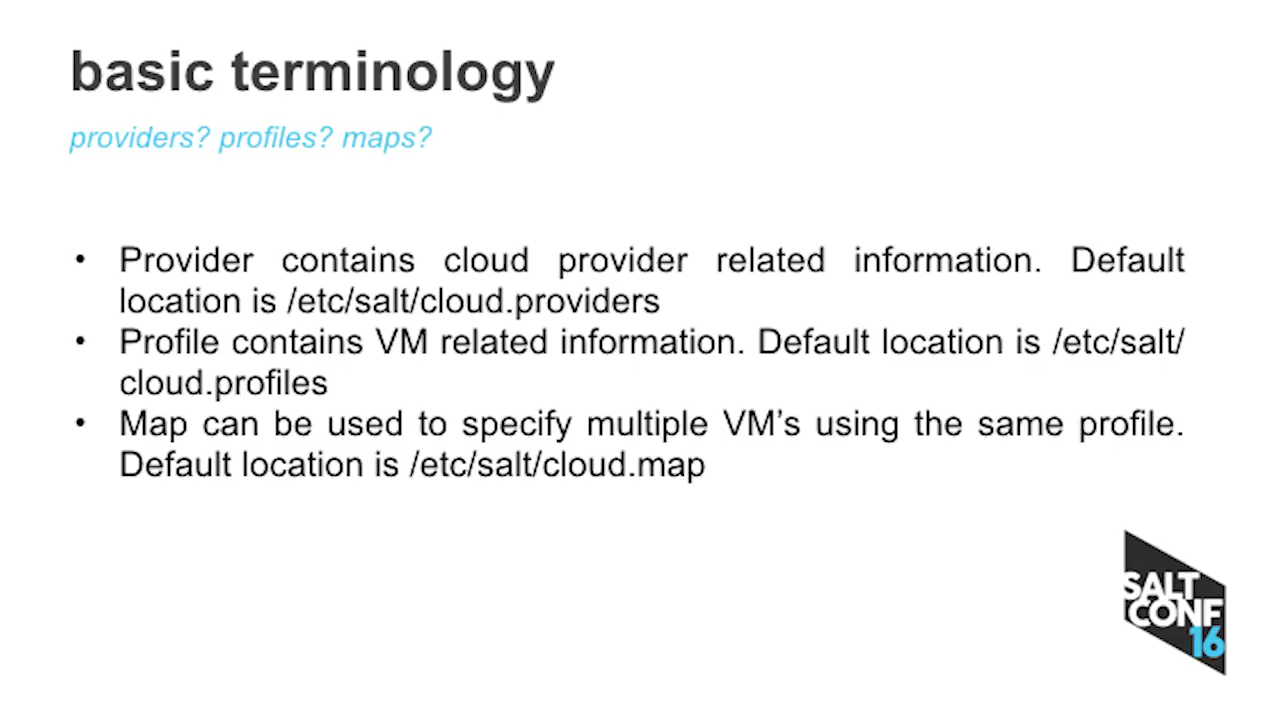 basic terminology
providers? profiles? maps?
• Provider contains cloud provider related information. Default
location is /etc/salt/cloud.providers
• Profile contains VM related information. Default location is /etc/salt/
cloud.profiles
• Map can be used to specify multiple VM’s using the same profile.
Default location is /etc/salt/cloud.map
SALT
CONF
16